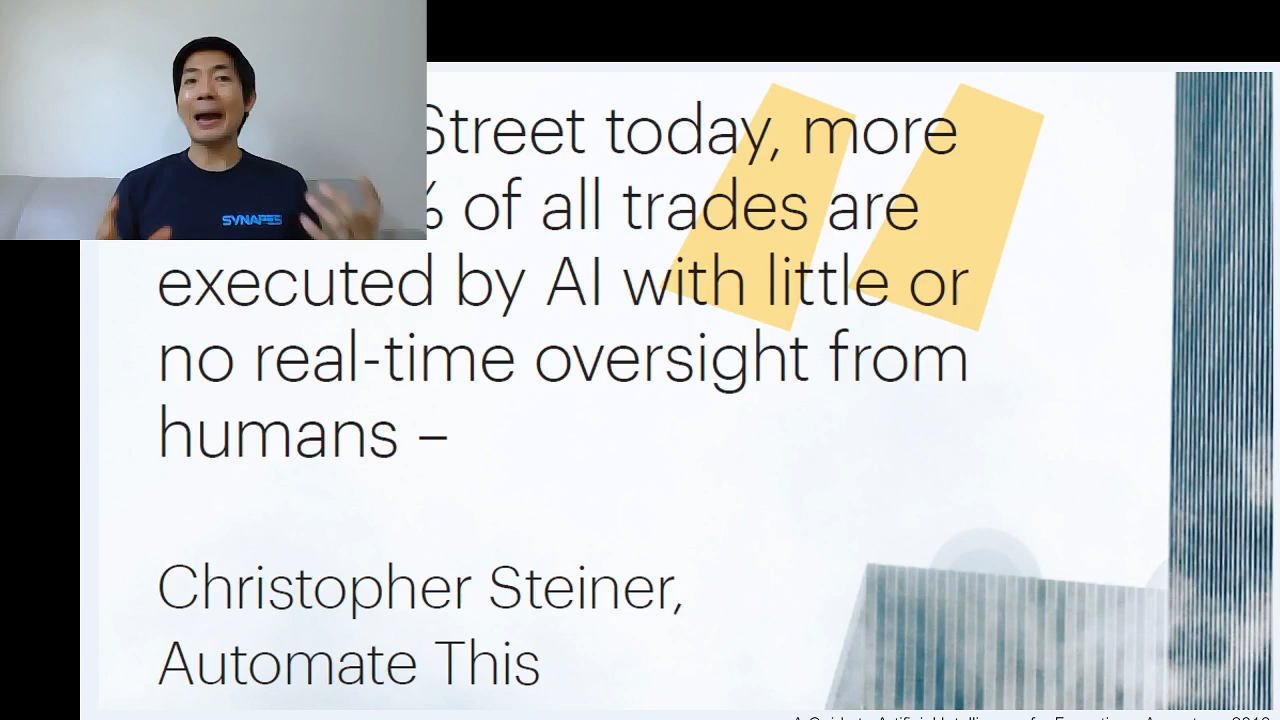 SYNAPES
Street today, more
% of all trades are
executed by AI with little or
no real-time oversight from
humans –
Christopher Steiner,
Automate This